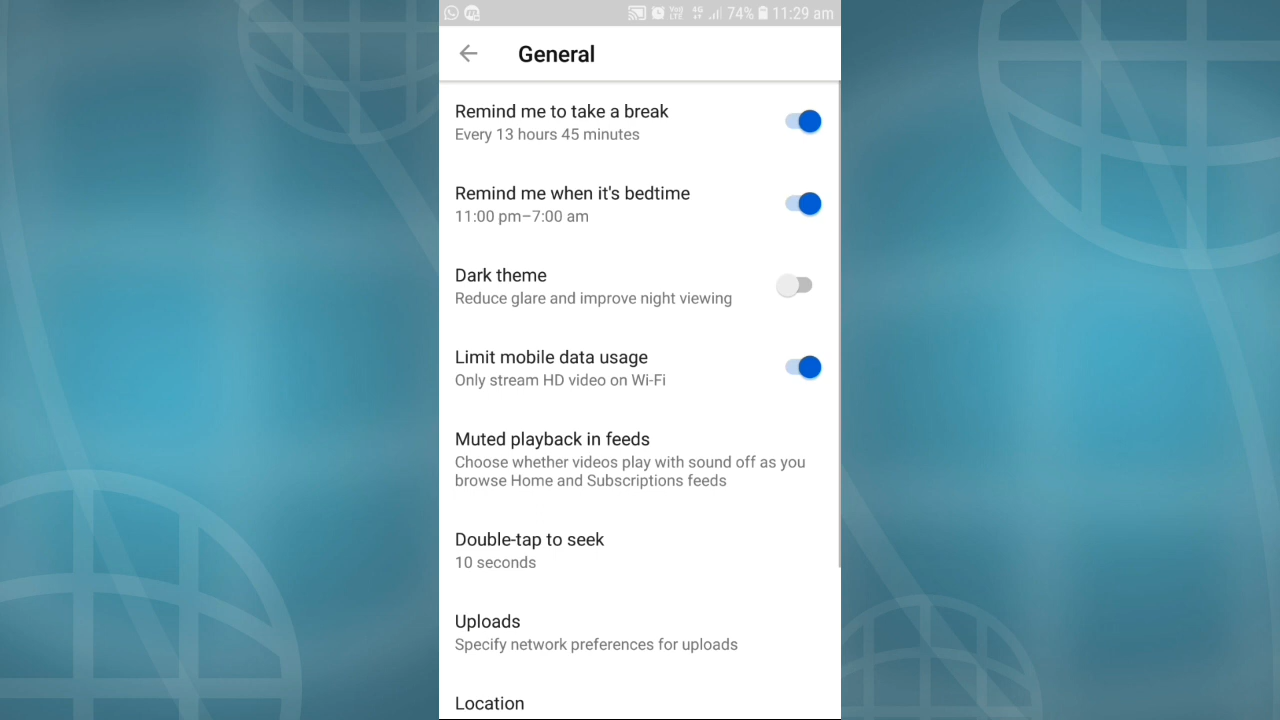 74% 11:29 am
General
Remind me to take a break
Every 13 hours 45 minutes
Remind me when it's bedtime
11:00 pm–7:00 am
Dark theme
Reduce glare and improve night viewing
Limit mobile data usage
Only stream HD video on Wi-Fi
Muted playback in feeds
Choose whether videos play with sound off as you
browse Home and Subscriptions feeds
Double-tap to seek
10 seconds
Uploads
Specify network preferences for uploads
Location